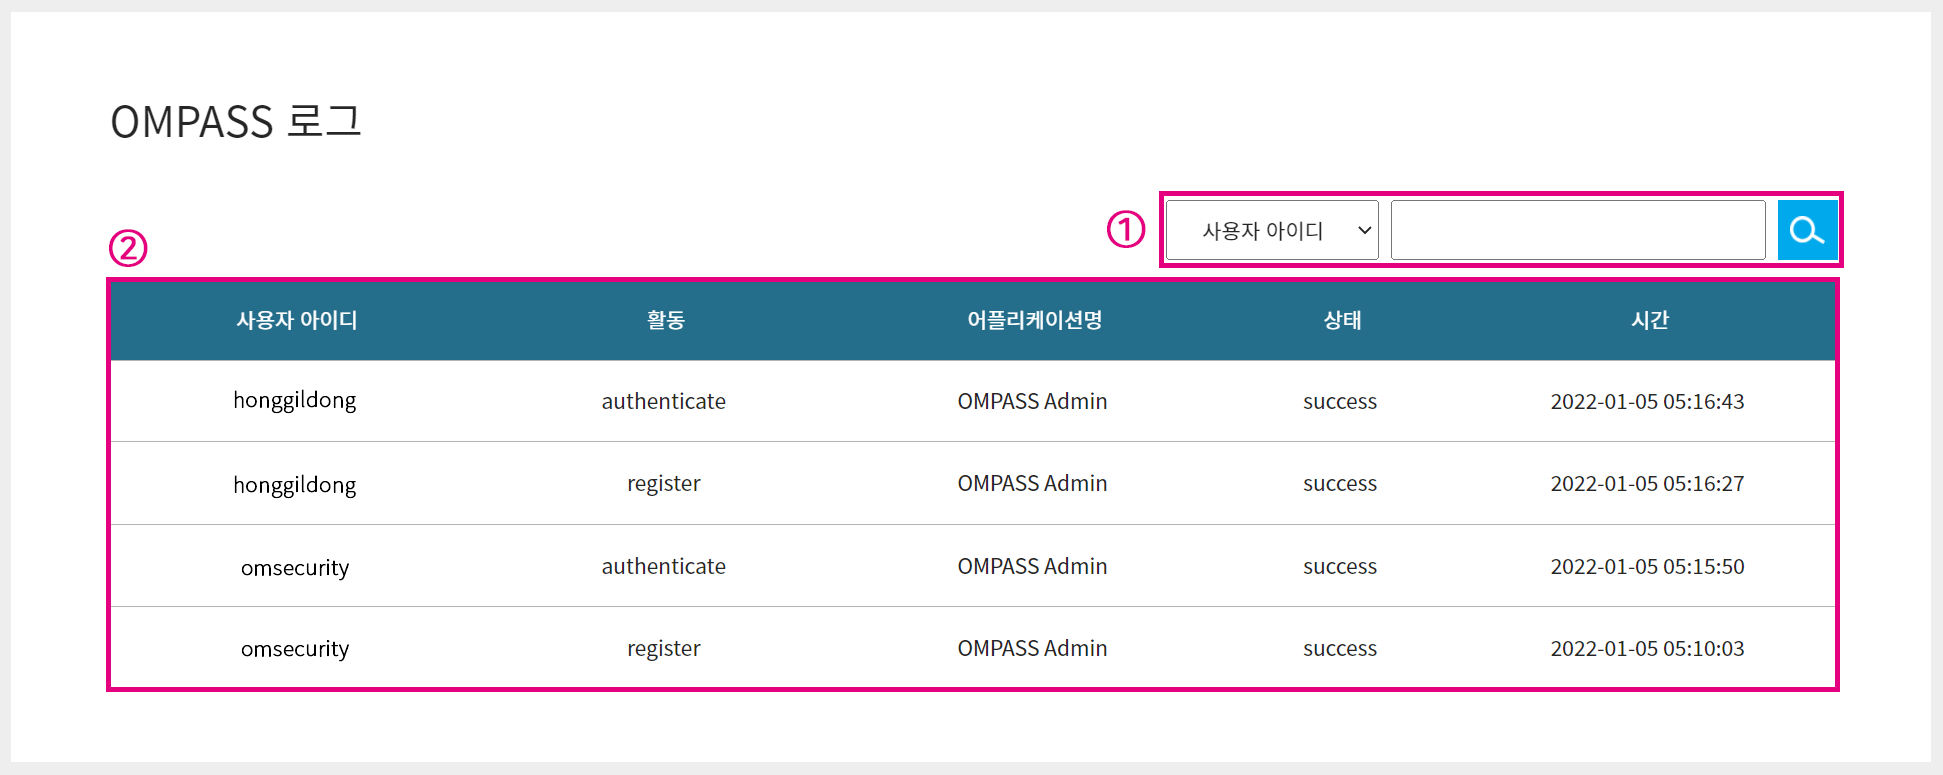 OMPASS 로그
① 사용자 아이디
②
사용자 아이디 활동 어플리케이션명 상태 시간
honggildong authenticate OMPASS Admin success 2022-01-05 05:16:43
honggildong register OMPASS Admin success 2022-01-05 05:16:27
omsecurity authenticate OMPASS Admin success 2022-01-05 05:15:50
omsecurity register OMPASS Admin success 2022-01-05 05:10:03